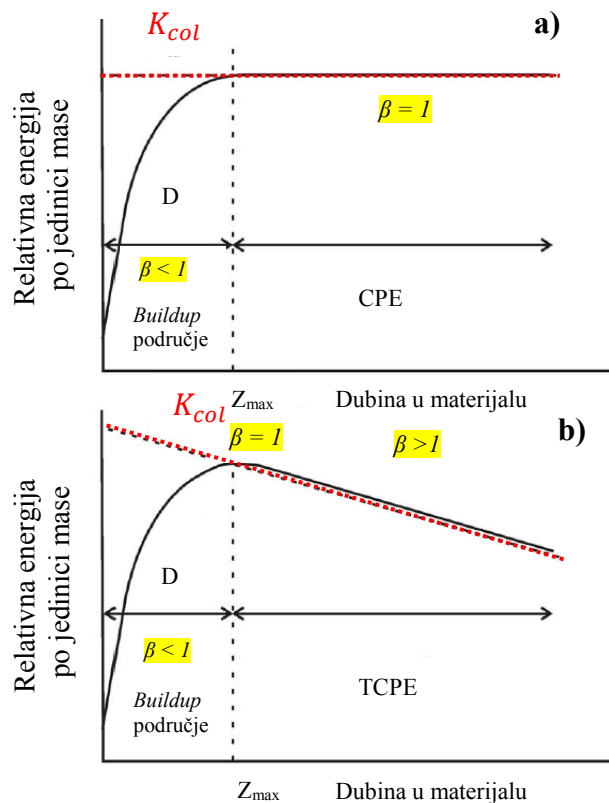 K_col
a)
Relativna energija
po jedinici mase
β = 1
D
β < 1
CPE
Buildup
područje
Z_max
Dubina u materijalu
K_col
b)
β = 1
β >1
Relativna energija
po jedinici mase
D
β < 1
TCPE
Buildup
područje
Z_max
Dubina u materijalu